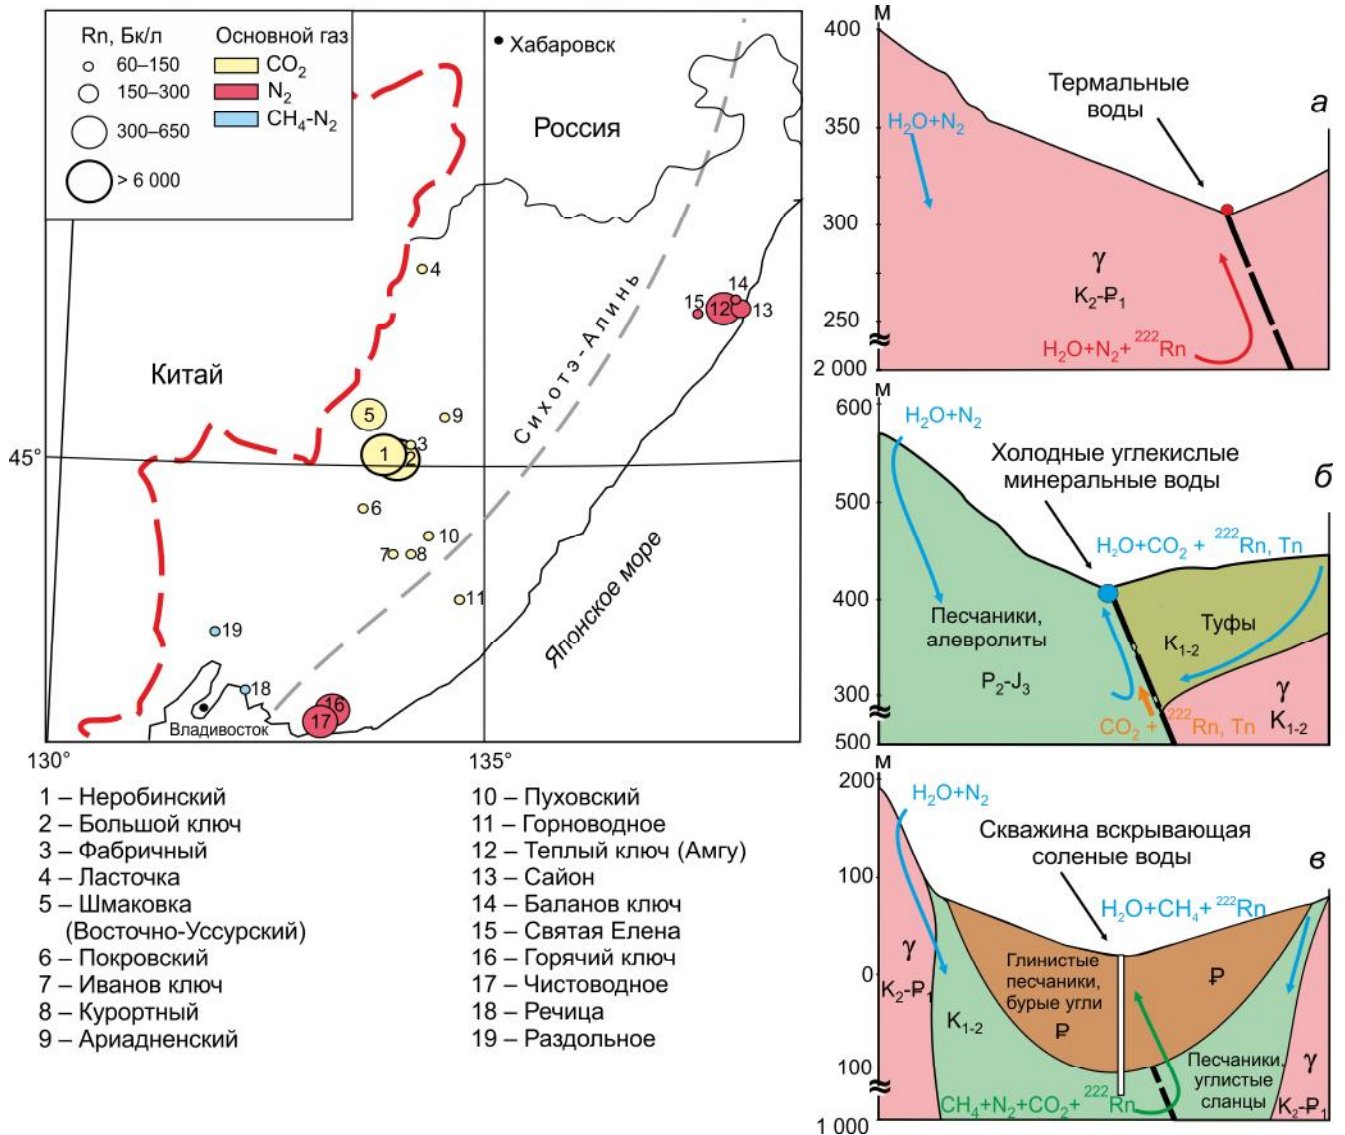 Rn, Бк/л
60–150
150–300
300–650
> 6 000
Основной газ
CO₂
N₂
CH₄-N₂
Хабаровск
Россия
Китай
Сихотэ-Алинь
Японское море
Владивосток
45°
130°
135°
4
14
15
12
13
5
9
3
1
2
6
10
7
8
11
19
18
16
17
1 – Неробинский
2 – Большой ключ
3 – Фабричный
4 – Ласточка
5 – Шмаковка
(Восточно-Уссурский)
6 – Покровский
7 – Иванов ключ
8 – Курортный
9 – Ариадненский
10 – Пуховский
11 – Горноводное
12 – Теплый ключ (Амгу)
13 – Сайон
14 – Баланов ключ
15 – Святая Елена
16 – Горячий ключ
17 – Чистоводное
18 – Речица
19 – Раздольное
м
400
350
300
250
2 000
а
Термальные
воды
H₂O+N₂
γ
K₂-₽₁
H₂O+N₂+ ²²²Rn
м
600
500
400
300
500
б
H₂O+N₂
Холодные углекислые
минеральные воды
H₂O+CO₂ + ²²²Rn, Tn
Песчаники,
алевролиты
P₂-J₃
Туфы
K₁₋₂
γ
K₁₋₂
CO₂ + ²²²Rn, Tn
м
200
100
0
100
1 000
в
H₂O+N₂
Скважина вскрывающая
соленые воды
H₂O+CH₄+ ²²²Rn
γ
K₂-₽₁
K₁₋₂
Глинистые
песчаники,
бурые угли
₽
₽
Песчаники,
углистые
сланцы
γ
K₂-₽₁
CH₄+N₂+CO₂+ ²²²Rn